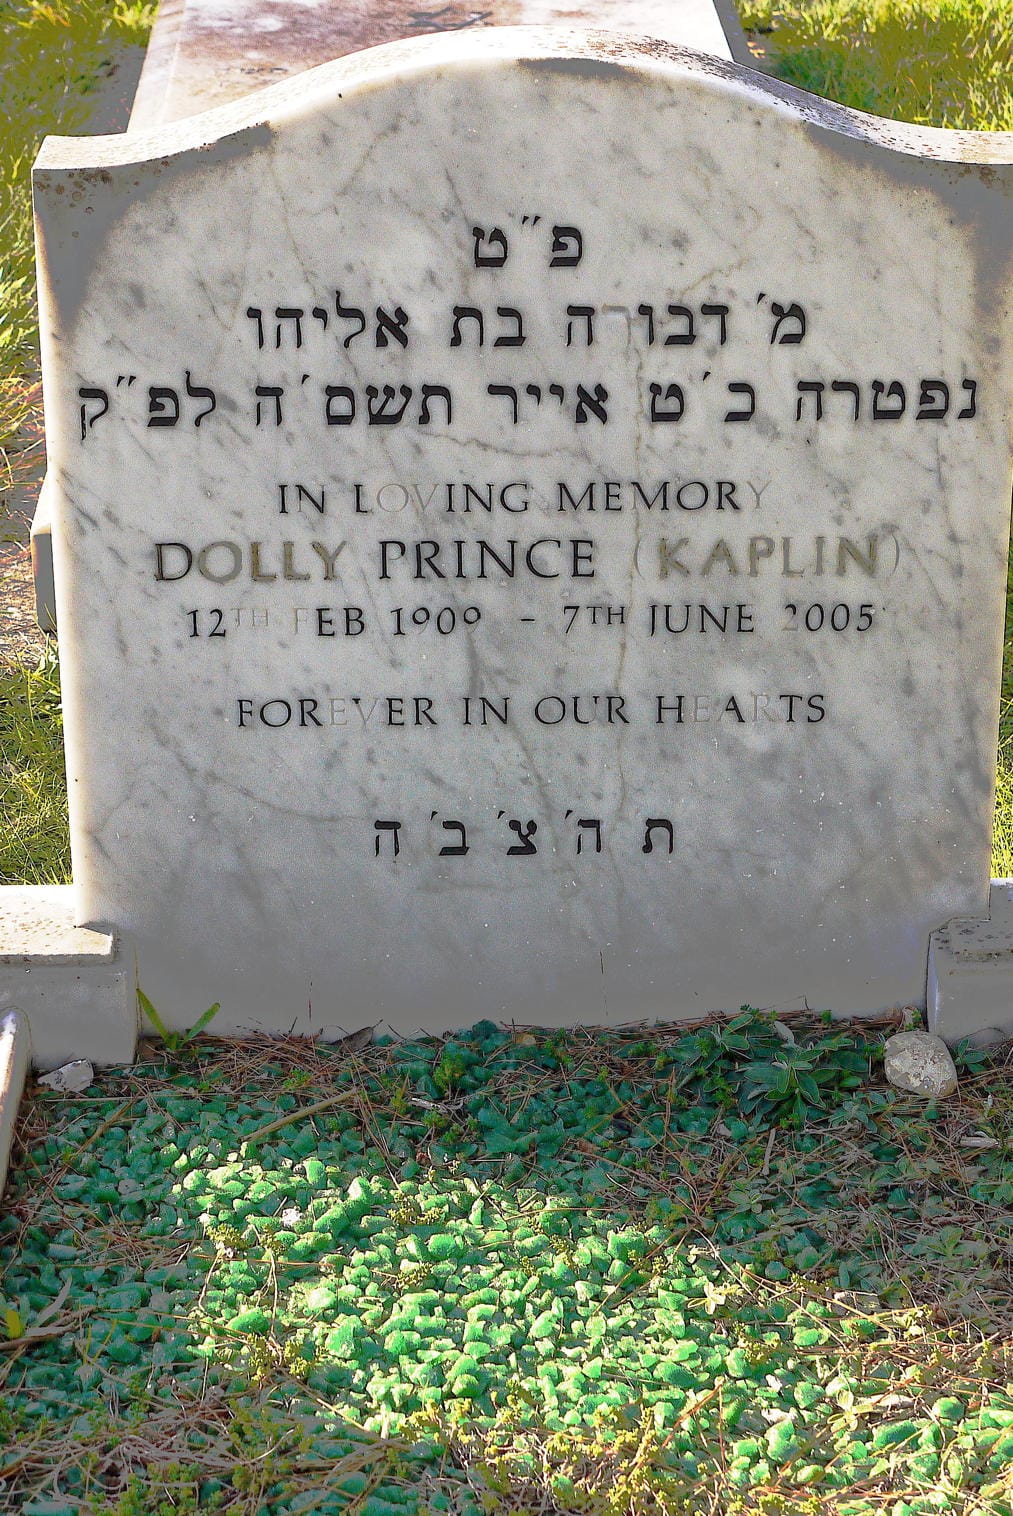 פ״ט
מ׳ דבורה בת אליהו
נפטרה כ׳ ט אייר תשס׳ה לפ״ק
IN LOVING MEMORY
DOLLY PRINCE (KAPLIN)
12TH FEB 1909 - 7TH JUNE 2005
FOREVER IN OUR HEARTS
ת ה׳ צ׳ ב׳ ה